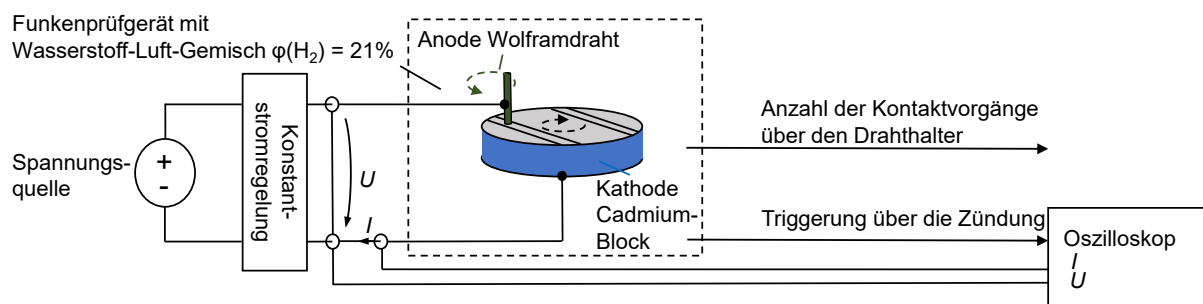 Funkenprüfgerät mit
Wasserstoff-Luft-Gemisch φ(H₂) = 21%
Anode Wolframdraht
Konstant-
stromregelung
Spannungs-
quelle
+
-
U
I
Kathode
Cadmium-
Block
Anzahl der Kontaktvorgänge
über den Drahthalter
Triggerung über die Zündung
Oszilloskop
I
U